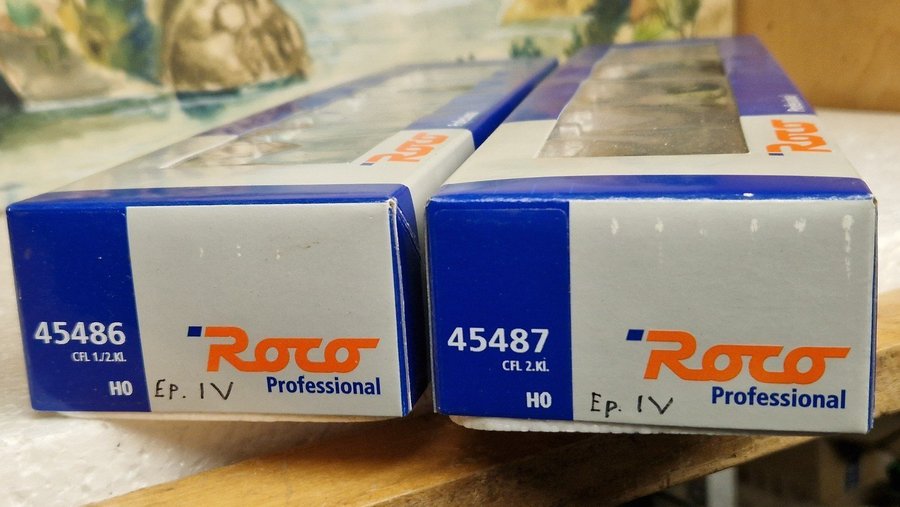 Roco
Roco
45486
CFL 1./2.Kl.
H0
Ep. IV
Roco
Professional
45487
CFL 2.Kl.
H0
Ep. IV
Roco
Professional